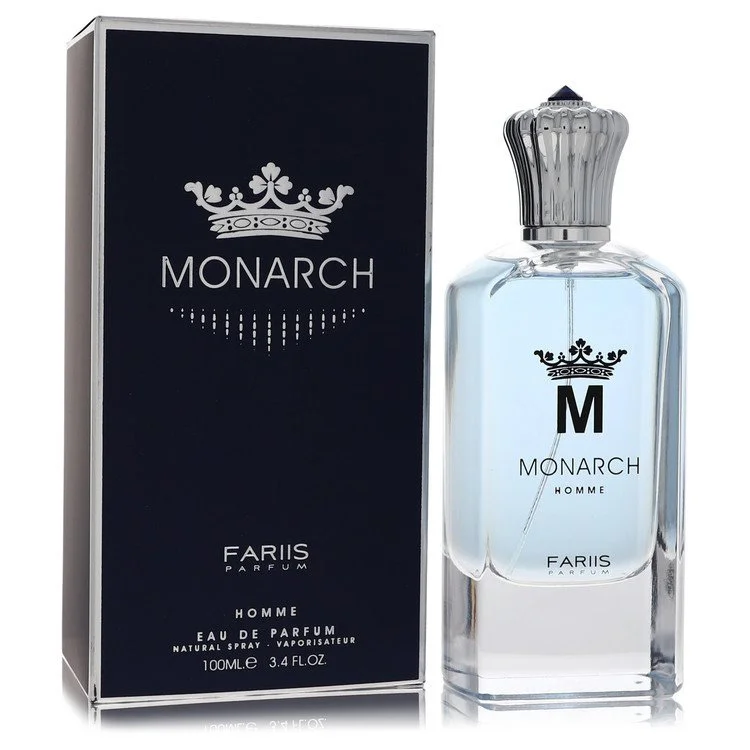 MONARCH
FARIIS
PARFUM
HOMME
EAU DE PARFUM
NATURAL SPRAY - VAPORISATEUR
100ML.e 3.4 FL.OZ.
M
MONARCH
HOMME
FARIIS
PARFUM